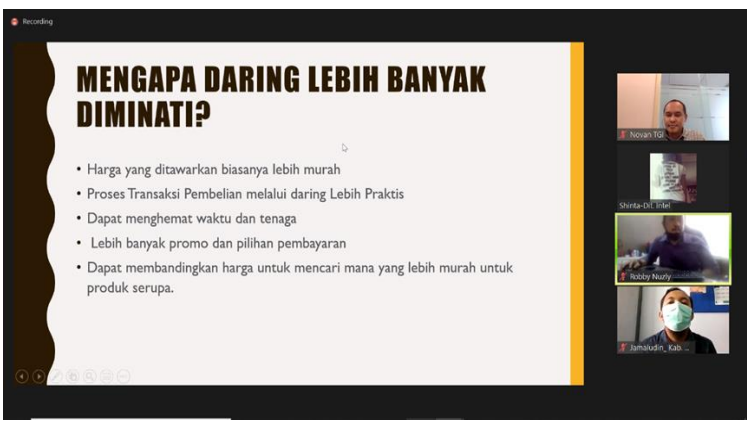 Recording
MENGAPA DARING LEBIH BANYAK
DIMINATI?
• Harga yang ditawarkan biasanya lebih murah
• Proses Transaksi Pembelian melalui daring Lebih Praktis
• Dapat menghemat waktu dan tenaga
• Lebih banyak promo dan pilihan pembayaran
• Dapat membandingkan harga untuk mencari mana yang lebih murah untuk
produk serupa.
Novan TGI
Shinta-Dit. Intel
Robby Nuzly
Jamaludin_ Kab. ...